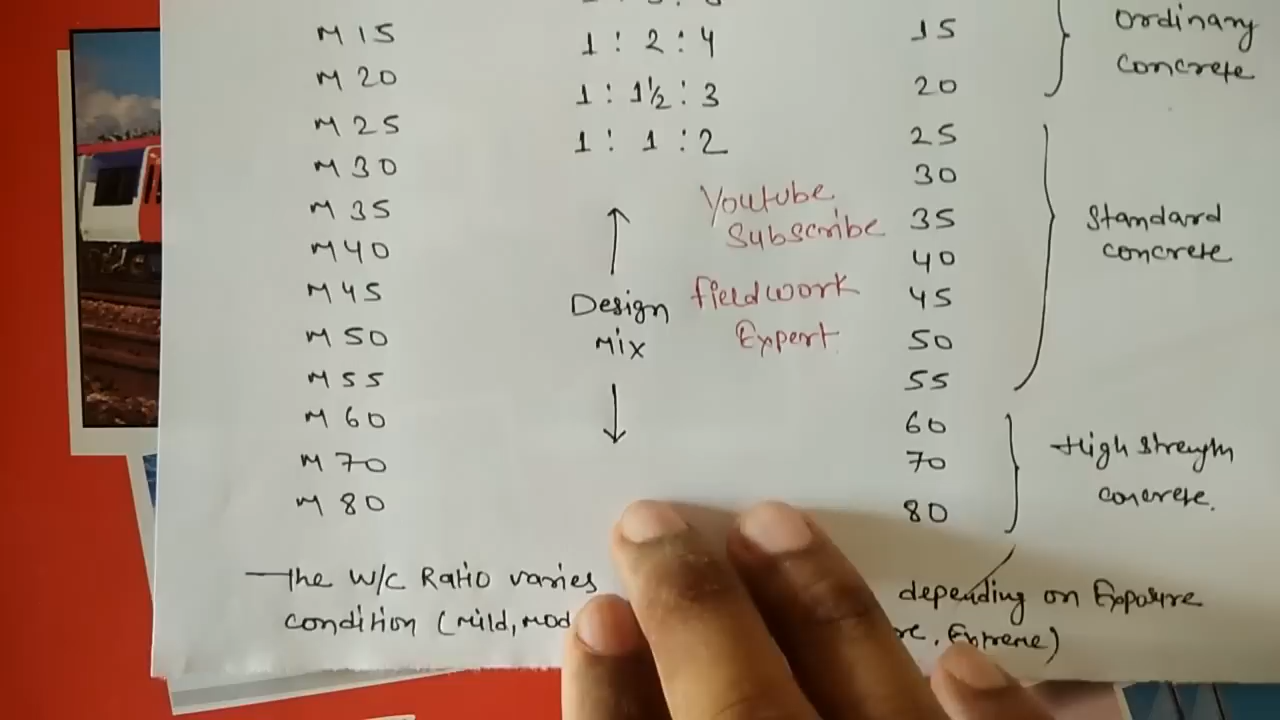 M 15 1 : 2 : 4 15
M 20 1 : 1½ : 3 20
M 25 1 : 1 : 2 25
M 30 30
M 35 35
M 40 40
M 45 45
M 50 50
M 55 55
M 60 60
M 70 70
M 80 80
Design
mix
Youtube
Subscribe
fieldwork
Expert
ordinary
concrete
Standard
concrete
High Strength
concrete.
The W/C Ratio varies depending on Exposure
condition (mild, mod , Extreme)